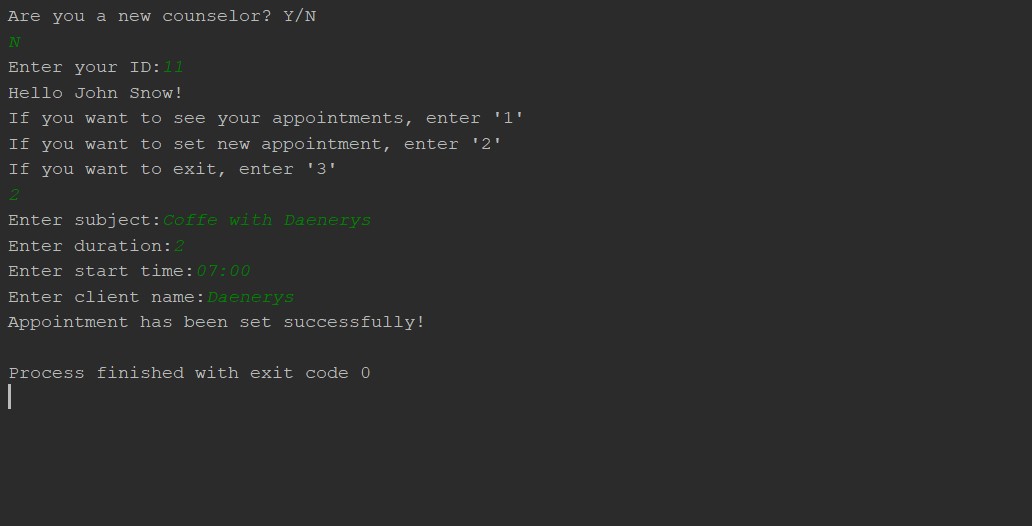 Are you a new counselor? Y/N
N
Enter your ID:11
Hello John Snow!
If you want to see your appointments, enter '1'
If you want to set new appointment, enter '2'
If you want to exit, enter '3'
2
Enter subject:Coffe with Daenerys
Enter duration:2
Enter start time:07:00
Enter client name:Daenerys
Appointment has been set successfully!
Process finished with exit code 0